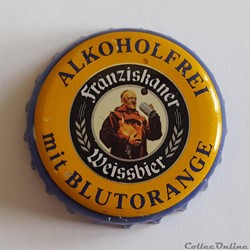 ALKOHOLFREI
Franziskaner
Weissbier
mit BLUTORANGE
CollecOnline